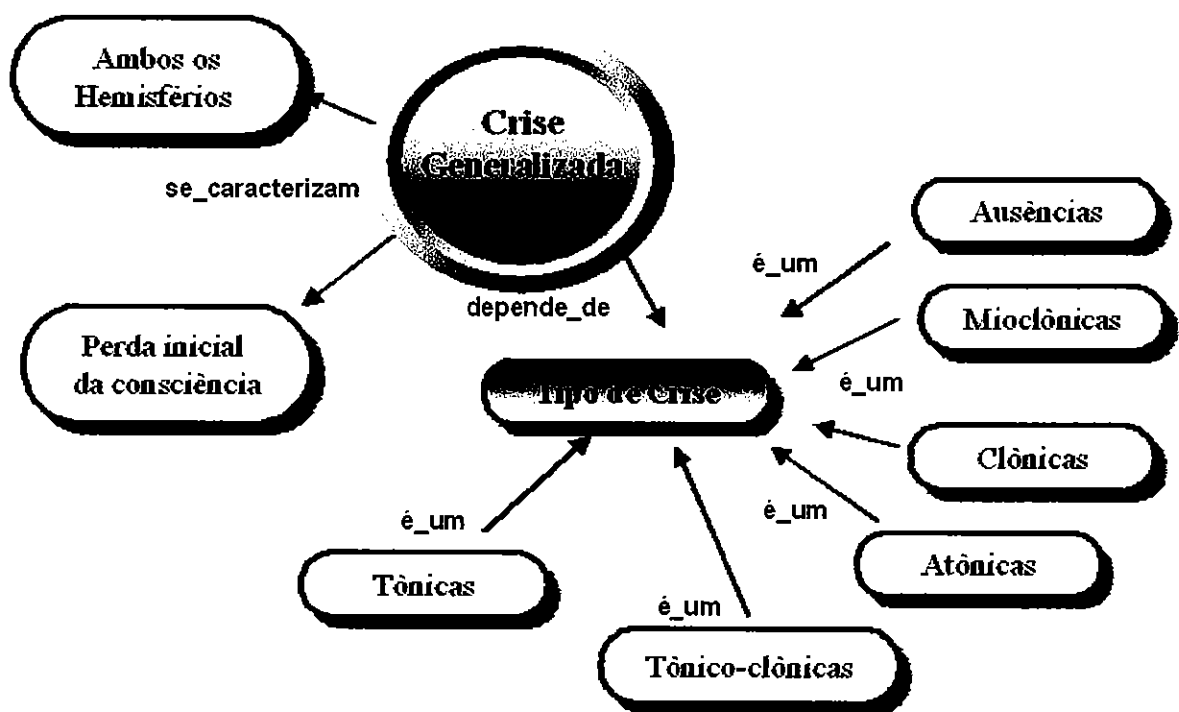 Ambos os
Hemisférios
Crise
Generalizada
se_caracterizam
Perda inicial
da consciência
depende_de
Tipo de Crise
é_um
Ausências
Mioclônicas
é_um
Clônicas
é_um
Atônicas
é_um
Tônicas
é_um
Tônico-clônicas